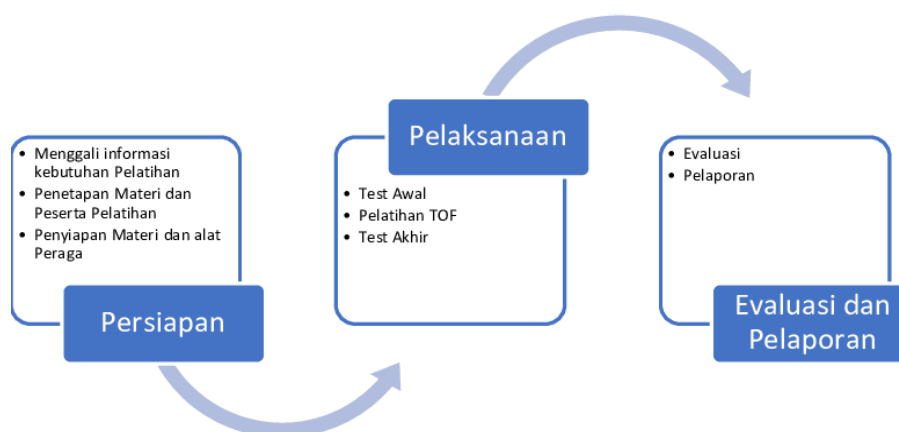 • Menggali informasi
kebutuhan Pelatihan
• Penetapan Materi dan
Peserta Pelatihan
• Penyiapan Materi dan alat
Peraga
Persiapan
Pelaksanaan
• Test Awal
• Pelatihan TOF
• Test Akhir
• Evaluasi
• Pelaporan
Evaluasi dan
Pelaporan